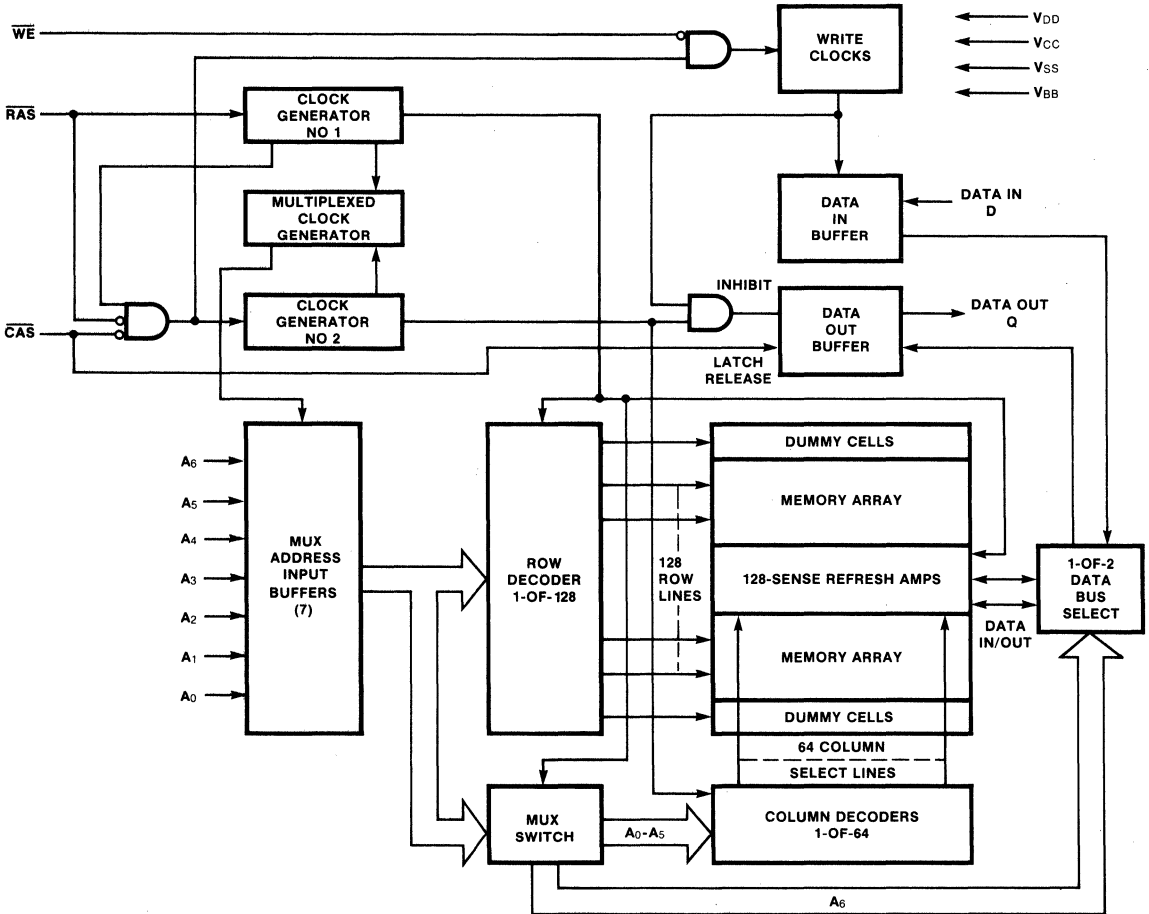 WE
WRITE
CLOCKS
VDD
VCC
VSS
VBB
RAS
CLOCK
GENERATOR
NO 1
MULTIPLEXED
CLOCK
GENERATOR
DATA
IN
BUFFER
DATA IN
D
CAS
CLOCK
GENERATOR
NO 2
INHIBIT
DATA
OUT
BUFFER
DATA OUT
Q
LATCH
RELEASE
A6
A5
A4
A3
A2
A1
A0
MUX
ADDRESS
INPUT
BUFFERS
(7)
ROW
DECODER
1-OF-128
128
ROW
LINES
DUMMY CELLS
MEMORY ARRAY
128-SENSE REFRESH AMPS
MEMORY ARRAY
DUMMY CELLS
1-OF-2
DATA
BUS
SELECT
DATA
IN/OUT
64 COLUMN
SELECT LINES
MUX
SWITCH
A0-A5
COLUMN DECODERS
1-OF-64
A6